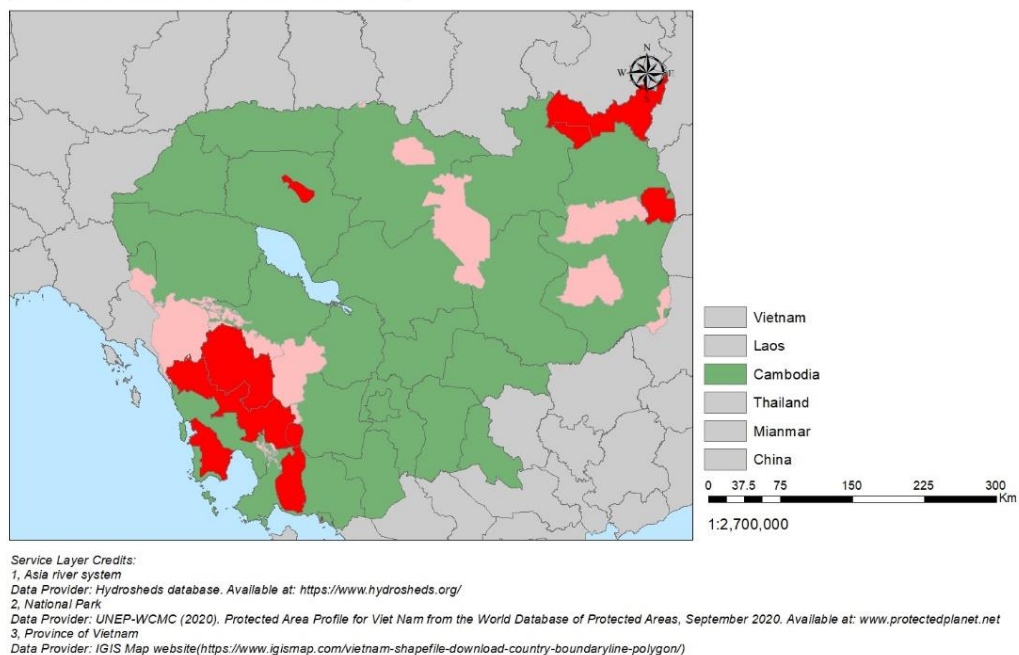 N
W
E
Vietnam
Laos
Cambodia
Thailand
Mianmar
China
0 37.5 75 150 225 300
Km
1:2,700,000
Service Layer Credits:
1, Asia river system
Data Provider: Hydrosheds database. Available at: https://www.hydrosheds.org/
2, National Park
Data Provider: UNEP-WCMC (2020). Protected Area Profile for Viet Nam from the World Database of Protected Areas, September 2020. Available at: www.protectedplanet.net
3, Province of Vietnam
Data Provider: IGIS Map website(https://www.igismap.com/vietnam-shapefile-download-country-boundaryline-polygon/)